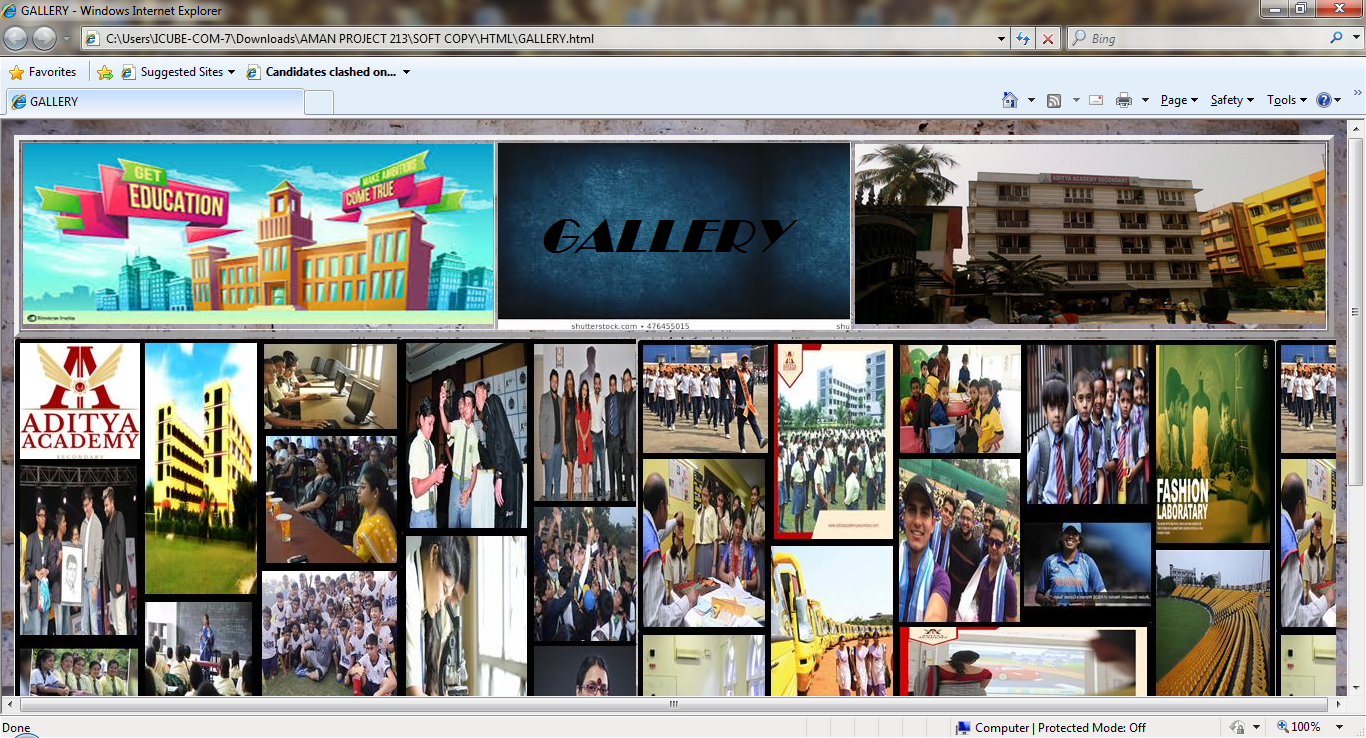 GALLERY - Windows Internet Explorer
C:\Users\ICUBE-COM-7\Downloads\AMAN PROJECT 213\SOFT COPY\HTML\GALLERY.html
Bing
Favorites
Suggested Sites
Candidates clashed on...
GALLERY
Page
Safety
Tools
GET
EDUCATION
MAKE AMBITIONS
COME TRUE
GALLERY
shutterstock.com • 476455015
shu
ADITYA ACADEMY SECONDARY
ADITYA
ACADEMY
SECONDARY
FASHION
LABORATARY
Done
Computer | Protected Mode: Off
100%